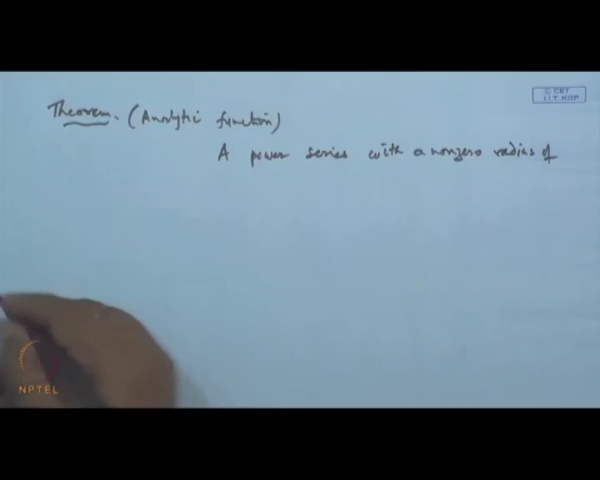 Theorem. (Analytic function)
© CET
I.I.T. KGP
A power series with a nonzero radius of
NPTEL